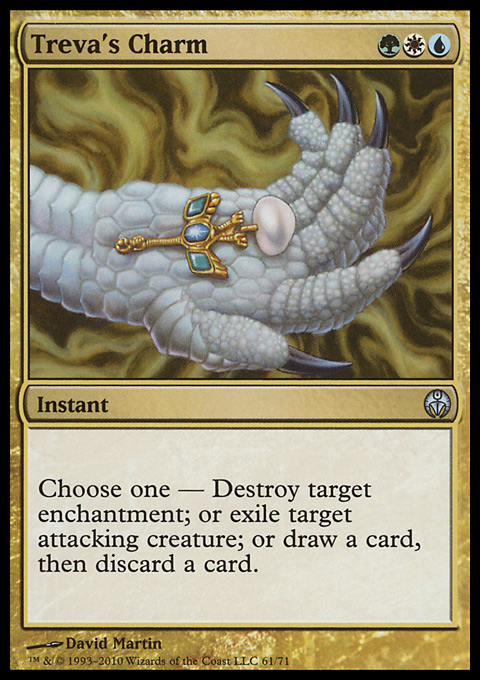 Treva's Charm
Instant
Choose one — Destroy target
enchantment; or exile target
attacking creature; or draw a card,
then discard a card.
David Martin
™ & © 1993–2010 Wizards of the Coast LLC 61/71